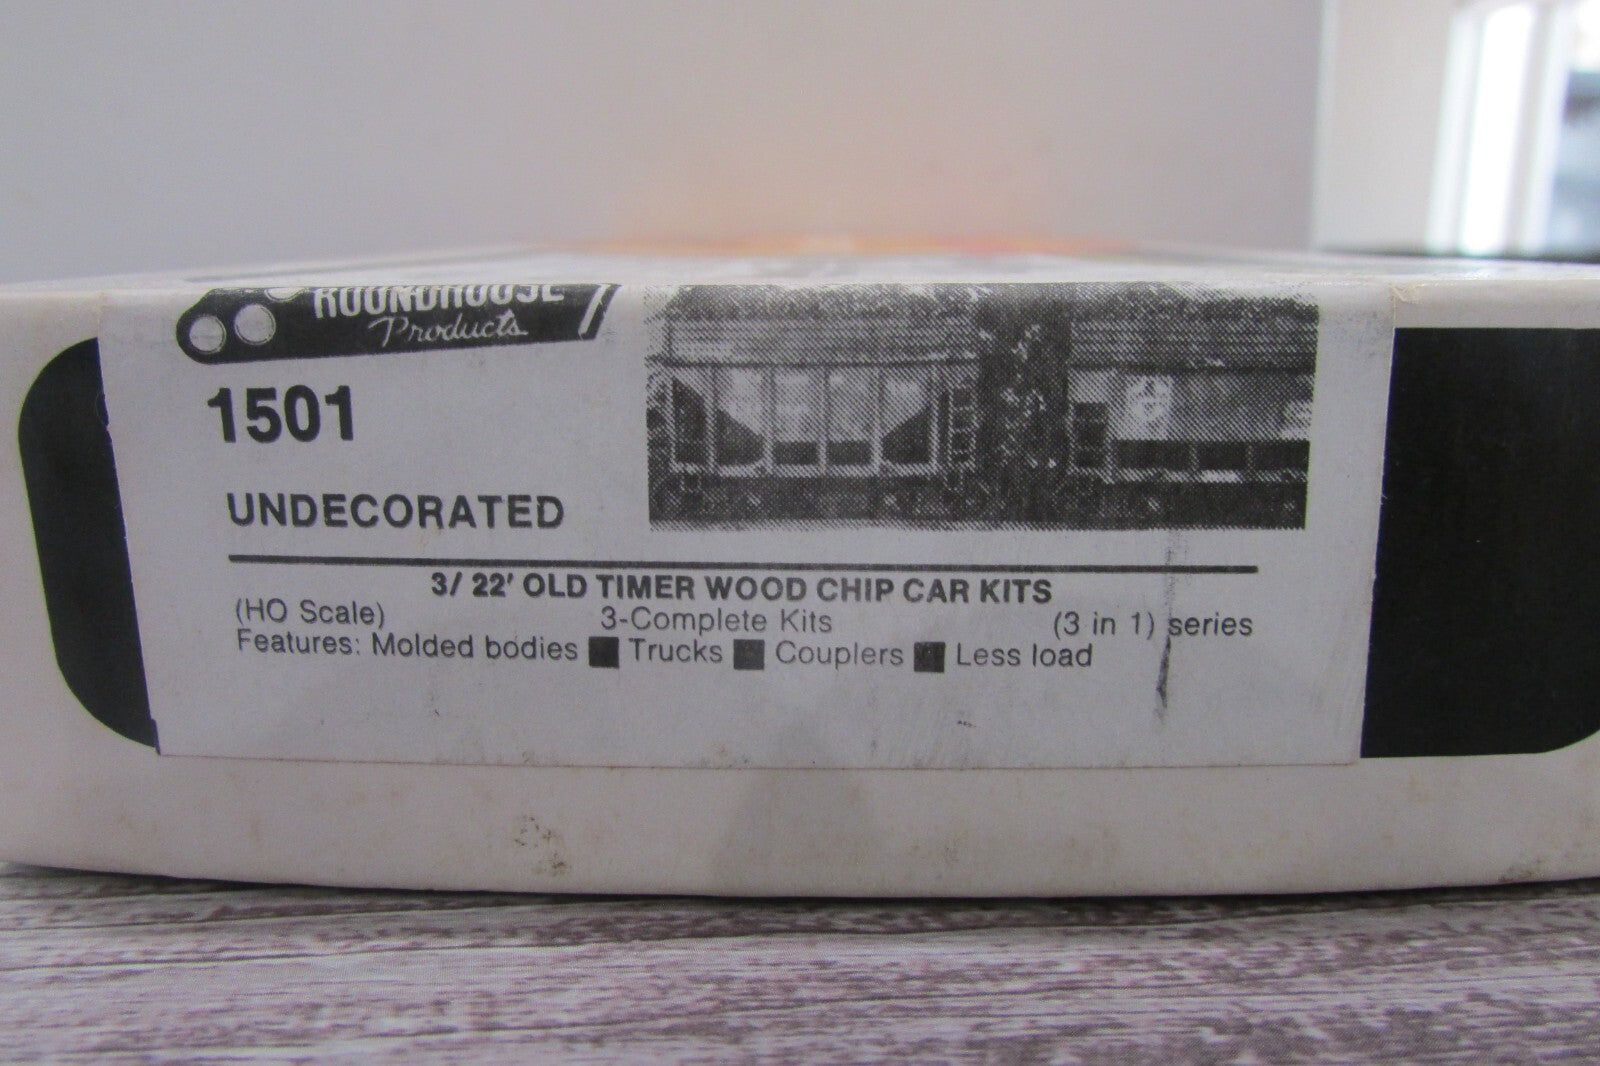 ROUNDHOUSE
Products
1501
UNDECORATED
3/ 22' OLD TIMER WOOD CHIP CAR KITS
(HO Scale) 3-Complete Kits (3 in 1) series
Features: Molded bodies ■ Trucks ■ Couplers ■ Less load